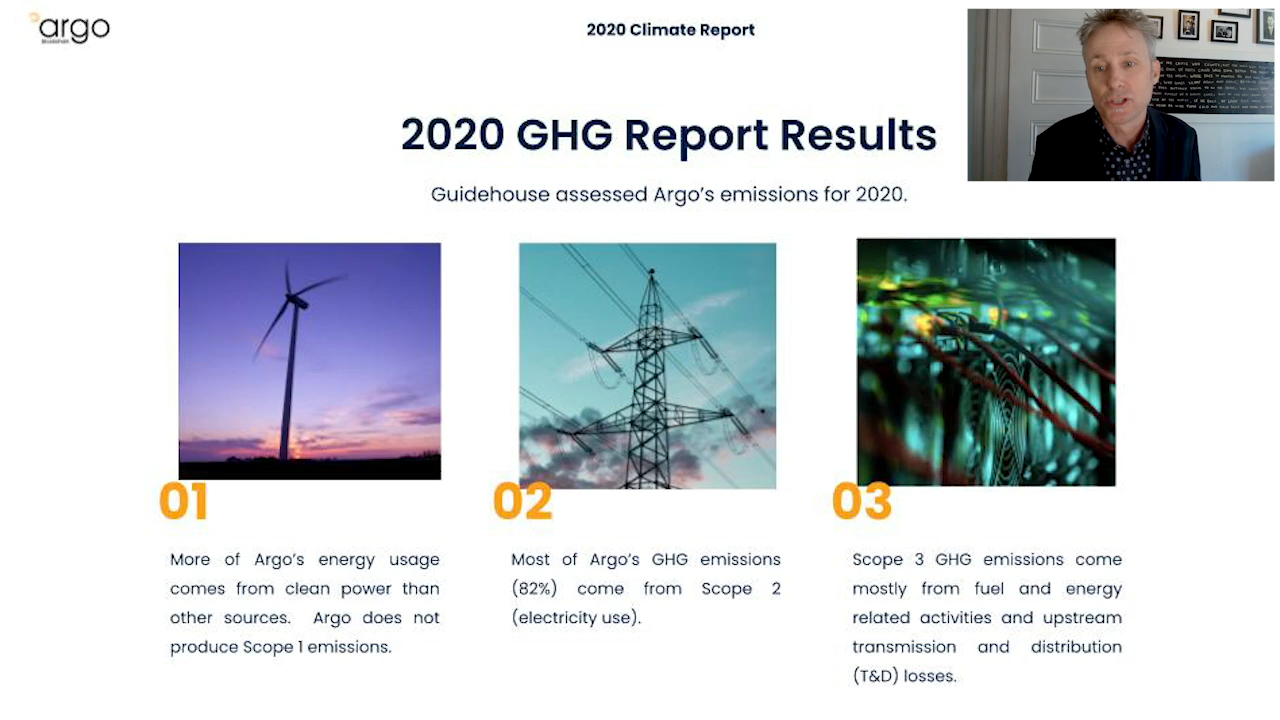 argo
2020 Climate Report
2020 GHG Report Results
Guidehouse assessed Argo's emissions for 2020.
01
More of Argo's energy usage
comes from clean power than
other sources. Argo does not
produce Scope 1 emissions.
02
Most of Argo's GHG emissions
(82%) come from Scope 2
(electricity use).
03
Scope 3 GHG emissions come
mostly from fuel and energy
related activities and upstream
transmission and distribution
(T&D) losses.